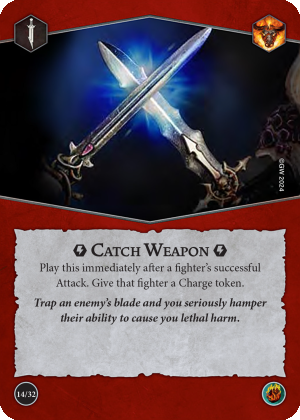 ©GW 2024
Catch Weapon
Play this immediately after a fighter's successful
Attack. Give that fighter a Charge token.
Trap an enemy's blade and you seriously hamper
their ability to cause you lethal harm.
14/32